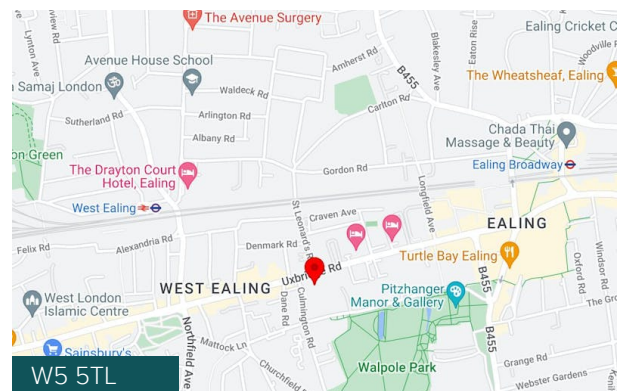 The Avenue Surgery
Ealing Cricket C
Avenue House School
Lynton Ave
Amherst Rd
Blakesley Ave
Eaton Rise
Woodville
B455
Samaj London
Waldeck Rd
The Wheatsheaf, Ealing
Arlington Rd
Carlton Rd
Sutherland Rd
Albany Rd
Chada Thai
Massage & Beauty
on Green
The Drayton Court
Hotel, Ealing
Gordon Rd
Ealing Broadway
Longfield Ave
West Ealing
St Leonard's R
Craven Ave
EALING
Felix Rd
Alexandria Rd
Denmark Rd
Turtle Bay Ealing
Uxbridge Rd
WEST EALING
Oxford Rd
Windsor Rd
West London
Islamic Centre
Dane Rd
Culmington Rd
Pitzhanger
Manor & Gallery
B455
The Gro
Northfield Ave
Mattock Ln
Sainsbury's
Churchfield
Walpole Park
B455
Grange Rd
Webster Gardens
W5 5TL